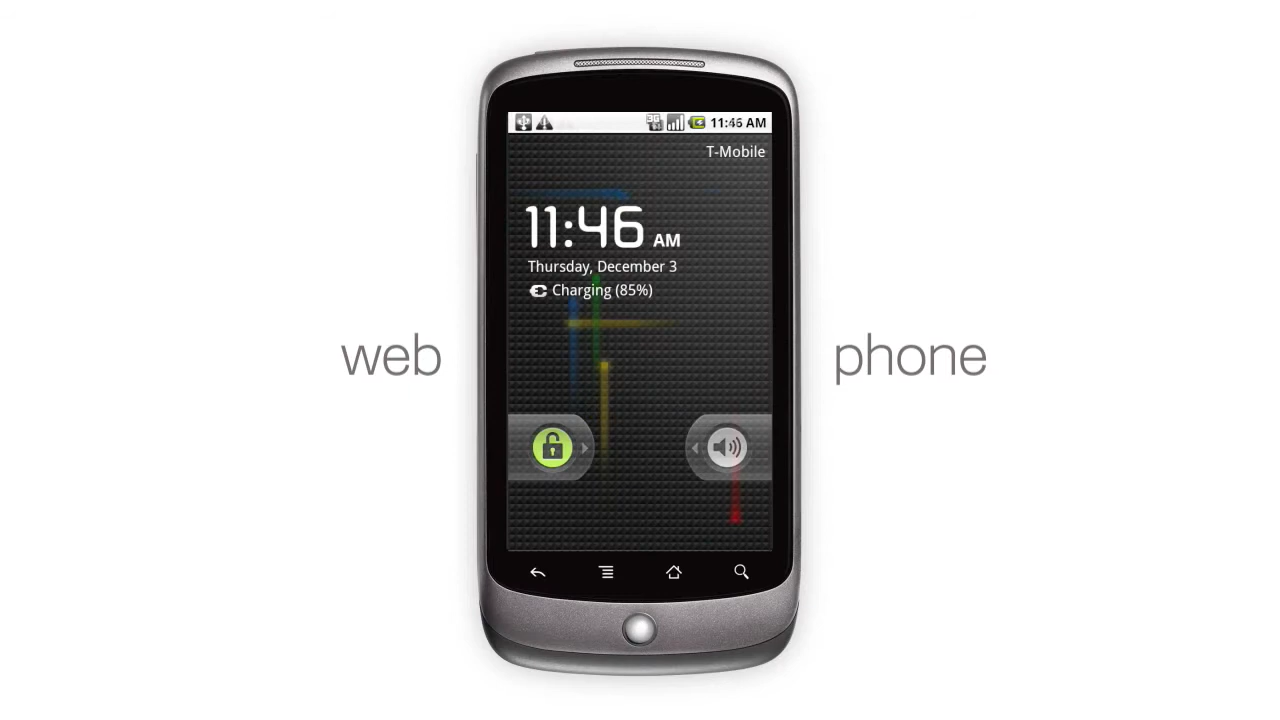 11:46 AM
T-Mobile
11:46 AM
Thursday, December 3
Charging (85%)
web
phone